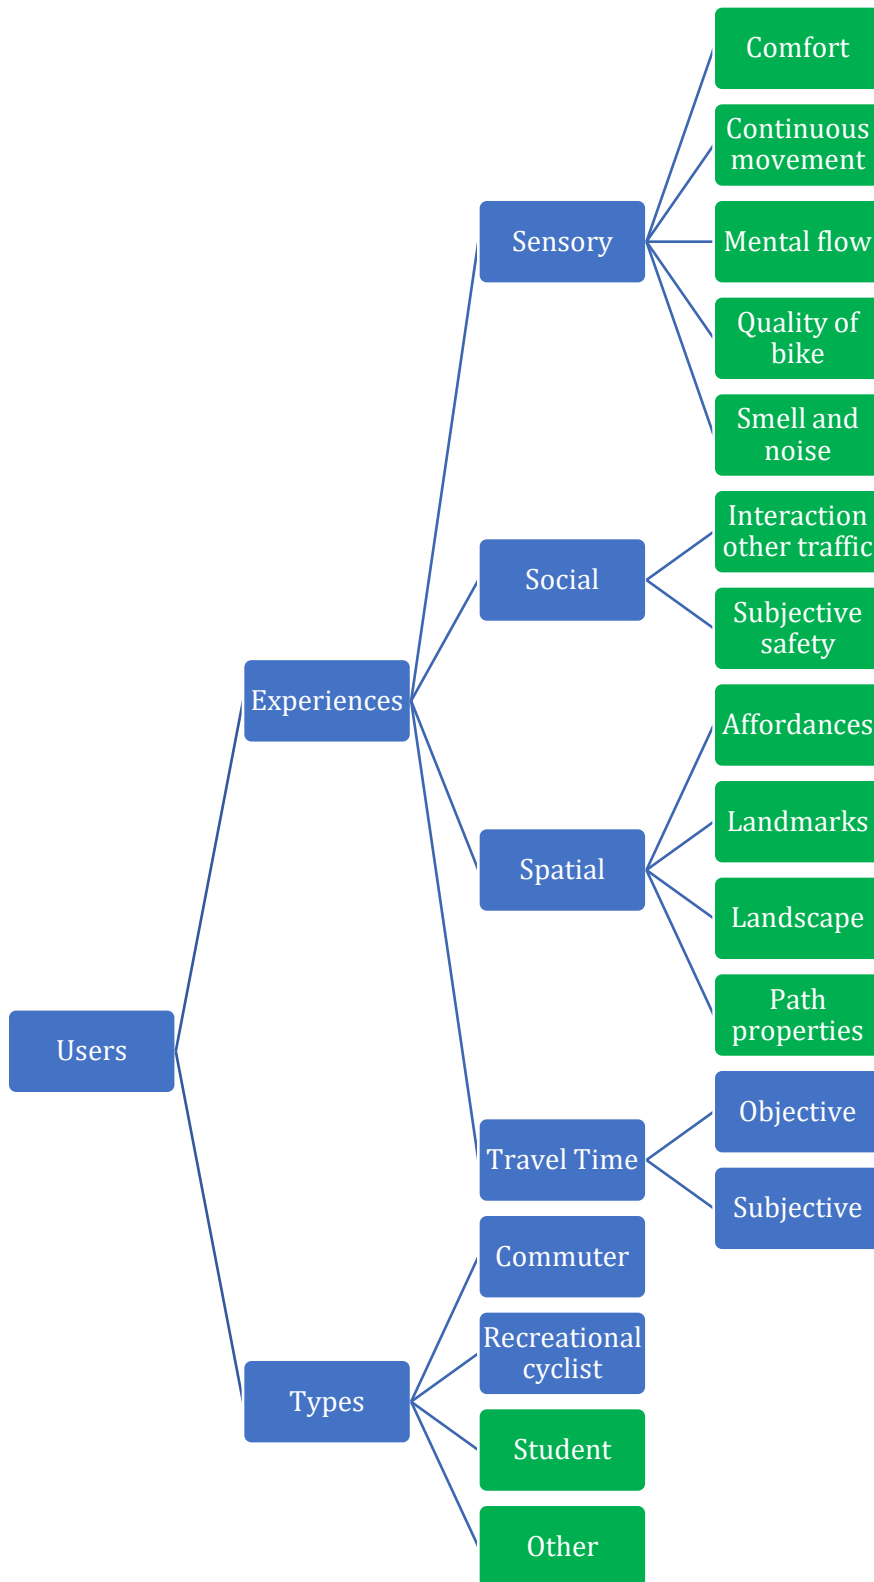 Comfort
Continuous
movement
Sensory
Mental flow
Quality of
bike
Smell and
noise
Interaction
other traffic
Social
Subjective
safety
Experiences
Affordances
Landmarks
Spatial
Landscape
Path
properties
Users
Objective
Travel Time
Subjective
Commuter
Recreational
cyclist
Types
Student
Other